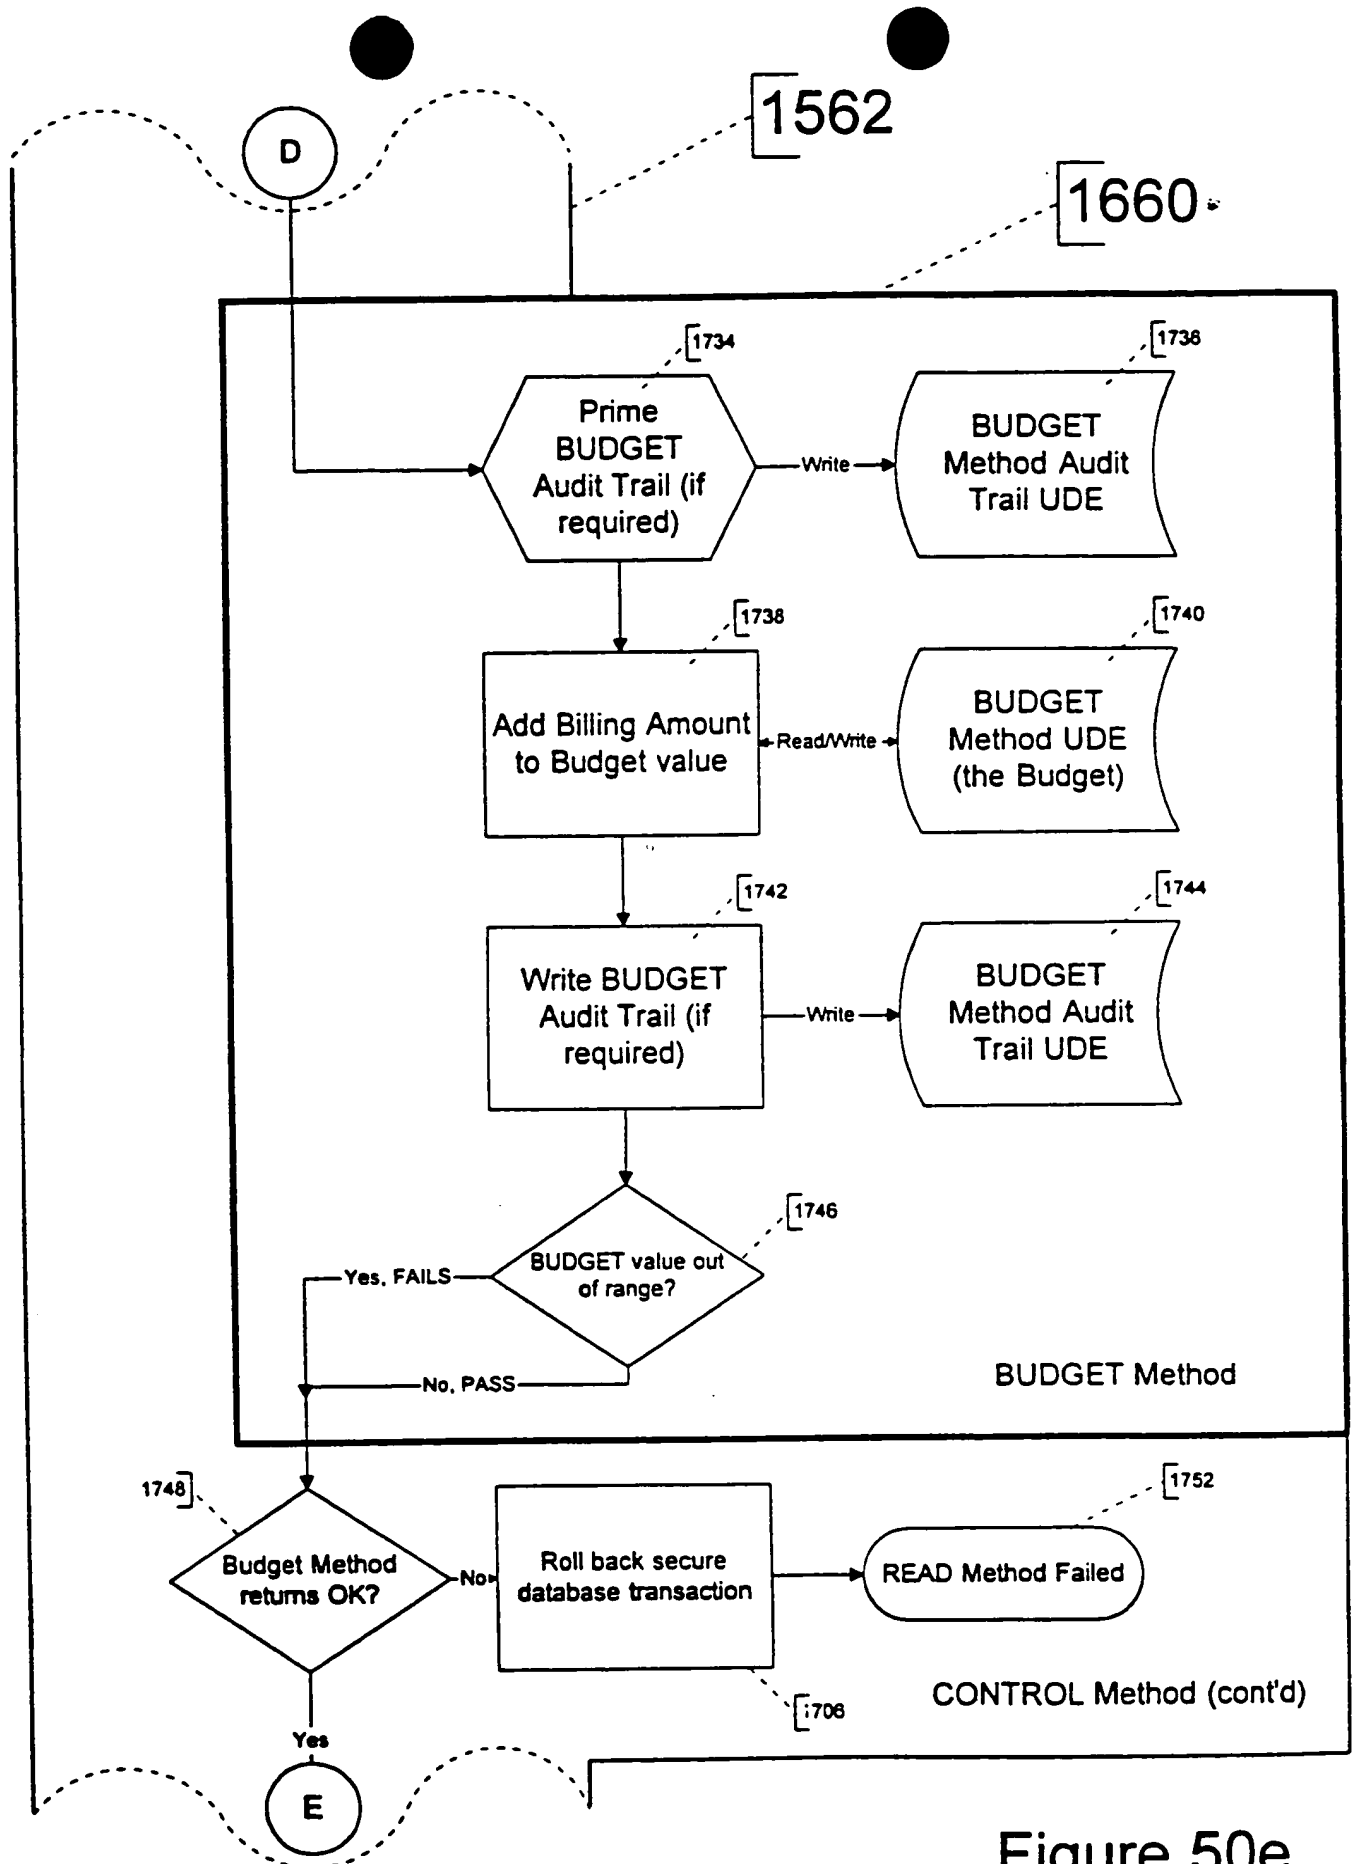 D
1562
1660
1734
1736
Prime
BUDGET
Audit Trail (if
required)
Write
BUDGET
Method Audit
Trail UDE
1738
1740
Add Billing Amount
to Budget value
Read/Write
BUDGET
Method UDE
(the Budget)
1742
1744
Write BUDGET
Audit Trail (if
required)
Write
BUDGET
Method Audit
Trail UDE
1746
BUDGET value out
of range?
Yes, FAILS
No, PASS
BUDGET Method
1748
1752
Budget Method
returns OK?
No
Roll back secure
database transaction
READ Method Failed
1706
CONTROL Method (cont'd)
Yes
E
Figure 50e